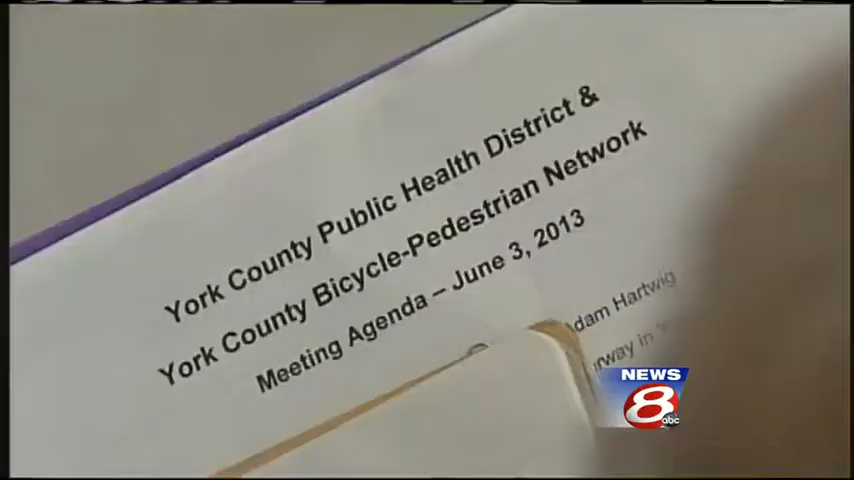 York County Public Health District &
York County Bicycle-Pedestrian Network
Meeting Agenda – June 3, 2013
Hartwig
in
NEWS
8
abc